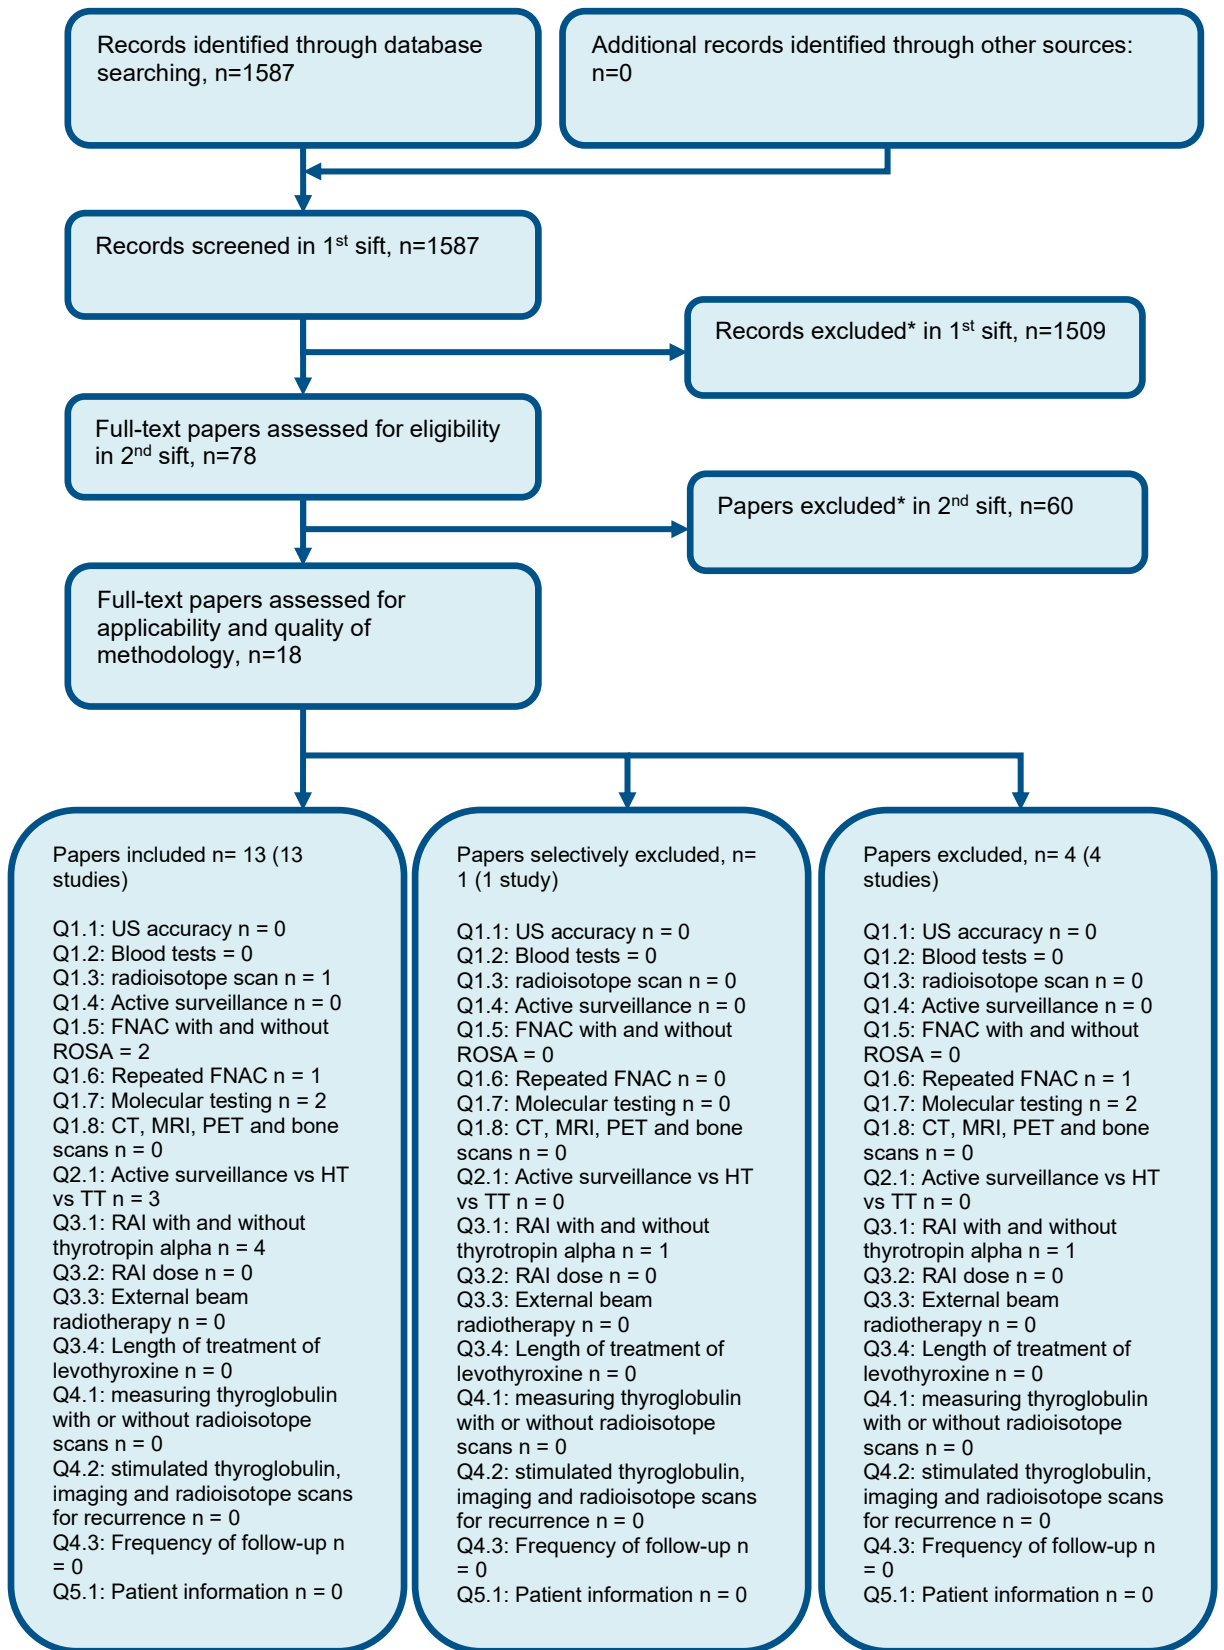 Records identified through database
searching, n=1587
Additional records identified through other sources:
n=0
Records screened in 1st sift, n=1587
Records excluded* in 1st sift, n=1509
Full-text papers assessed for eligibility
in 2nd sift, n=78
Papers excluded* in 2nd sift, n=60
Full-text papers assessed for
applicability and quality of
methodology, n=18
Papers included n= 13 (13
studies)
Q1.1: US accuracy n = 0
Q1.2: Blood tests = 0
Q1.3: radioisotope scan n = 1
Q1.4: Active surveillance n = 0
Q1.5: FNAC with and without
ROSA = 2
Q1.6: Repeated FNAC n = 1
Q1.7: Molecular testing n = 2
Q1.8: CT, MRI, PET and bone
scans n = 0
Q2.1: Active surveillance vs HT
vs TT n = 3
Q3.1: RAI with and without
thyrotropin alpha n = 4
Q3.2: RAI dose n = 0
Q3.3: External beam
radiotherapy n = 0
Q3.4: Length of treatment of
levothyroxine n = 0
Q4.1: measuring thyroglobulin
with or without radioisotope
scans n = 0
Q4.2: stimulated thyroglobulin,
imaging and radioisotope scans
for recurrence n = 0
Q4.3: Frequency of follow-up n
= 0
Q5.1: Patient information n = 0
Papers selectively excluded, n=
1 (1 study)
Q1.1: US accuracy n = 0
Q1.2: Blood tests = 0
Q1.3: radioisotope scan n = 0
Q1.4: Active surveillance n = 0
Q1.5: FNAC with and without
ROSA = 0
Q1.6: Repeated FNAC n = 0
Q1.7: Molecular testing n = 0
Q1.8: CT, MRI, PET and bone
scans n = 0
Q2.1: Active surveillance vs HT
vs TT n = 0
Q3.1: RAI with and without
thyrotropin alpha n = 1
Q3.2: RAI dose n = 0
Q3.3: External beam
radiotherapy n = 0
Q3.4: Length of treatment of
levothyroxine n = 0
Q4.1: measuring thyroglobulin
with or without radioisotope
scans n = 0
Q4.2: stimulated thyroglobulin,
imaging and radioisotope scans
for recurrence n = 0
Q4.3: Frequency of follow-up n
= 0
Q5.1: Patient information n = 0
Papers excluded, n= 4 (4
studies)
Q1.1: US accuracy n = 0
Q1.2: Blood tests = 0
Q1.3: radioisotope scan n = 0
Q1.4: Active surveillance n = 0
Q1.5: FNAC with and without
ROSA = 0
Q1.6: Repeated FNAC n = 1
Q1.7: Molecular testing n = 2
Q1.8: CT, MRI, PET and bone
scans n = 0
Q2.1: Active surveillance vs HT
vs TT n = 0
Q3.1: RAI with and without
thyrotropin alpha n = 1
Q3.2: RAI dose n = 0
Q3.3: External beam
radiotherapy n = 0
Q3.4: Length of treatment of
levothyroxine n = 0
Q4.1: measuring thyroglobulin
with or without radioisotope
scans n = 0
Q4.2: stimulated thyroglobulin,
imaging and radioisotope scans
for recurrence n = 0
Q4.3: Frequency of follow-up n
= 0
Q5.1: Patient information n = 0